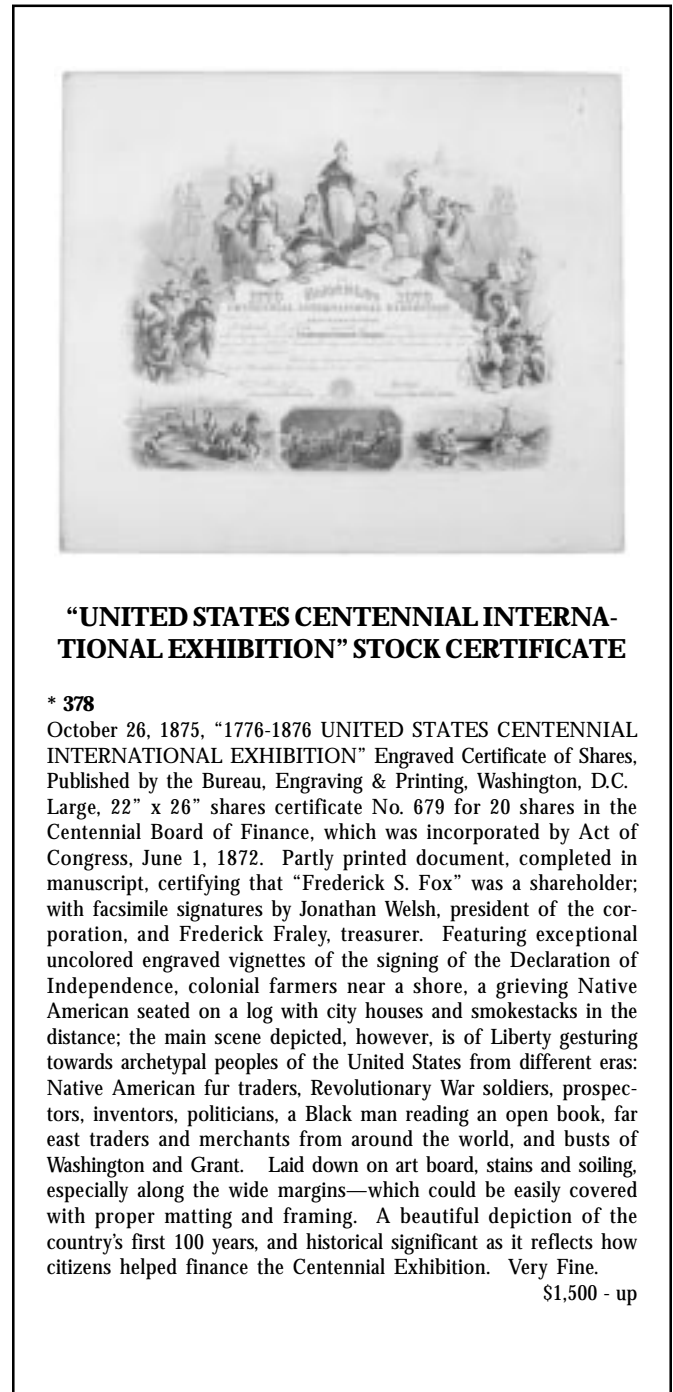 1776 1876
CENTENNIAL INTERNATIONAL EXHIBITION
“UNITED STATES CENTENNIAL INTERNA-
TIONAL EXHIBITION” STOCK CERTIFICATE
* 378
October 26, 1875, “1776-1876 UNITED STATES CENTENNIAL
INTERNATIONAL EXHIBITION” Engraved Certificate of Shares,
Published by the Bureau, Engraving & Printing, Washington, D.C.
Large, 22” x 26” shares certificate No. 679 for 20 shares in the
Centennial Board of Finance, which was incorporated by Act of
Congress, June 1, 1872. Partly printed document, completed in
manuscript, certifying that “Frederick S. Fox” was a shareholder;
with facsimile signatures by Jonathan Welsh, president of the cor-
poration, and Frederick Fraley, treasurer. Featuring exceptional
uncolored engraved vignettes of the signing of the Declaration of
Independence, colonial farmers near a shore, a grieving Native
American seated on a log with city houses and smokestacks in the
distance; the main scene depicted, however, is of Liberty gesturing
towards archetypal peoples of the United States from different eras:
Native American fur traders, Revolutionary War soldiers, prospec-
tors, inventors, politicians, a Black man reading an open book, far
east traders and merchants from around the world, and busts of
Washington and Grant. Laid down on art board, stains and soiling,
especially along the wide margins—which could be easily covered
with proper matting and framing. A beautiful depiction of the
country’s first 100 years, and historical significant as it reflects how
citizens helped finance the Centennial Exhibition. Very Fine.
$1,500 - up